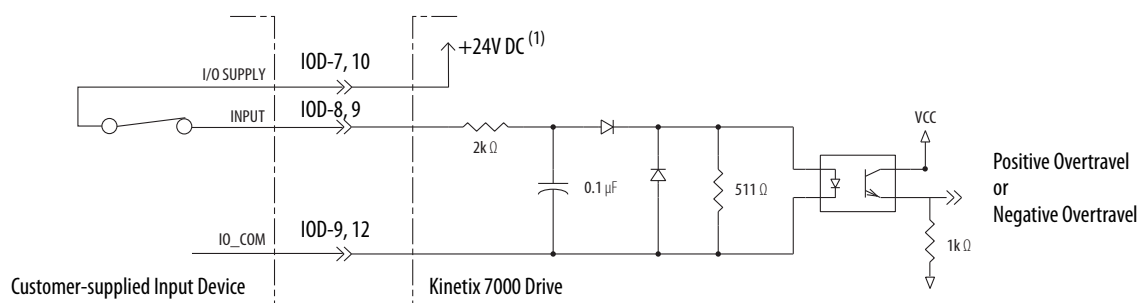 +24V DC (1)
I/O SUPPLY
IOD-7, 10
INPUT
IOD-8, 9
2k Ω
0.1 µF
511 Ω
VCC
Positive Overtravel
or
Negative Overtravel
1k Ω
IO_COM
IOD-9, 12
Customer-supplied Input Device
Kinetix 7000 Drive